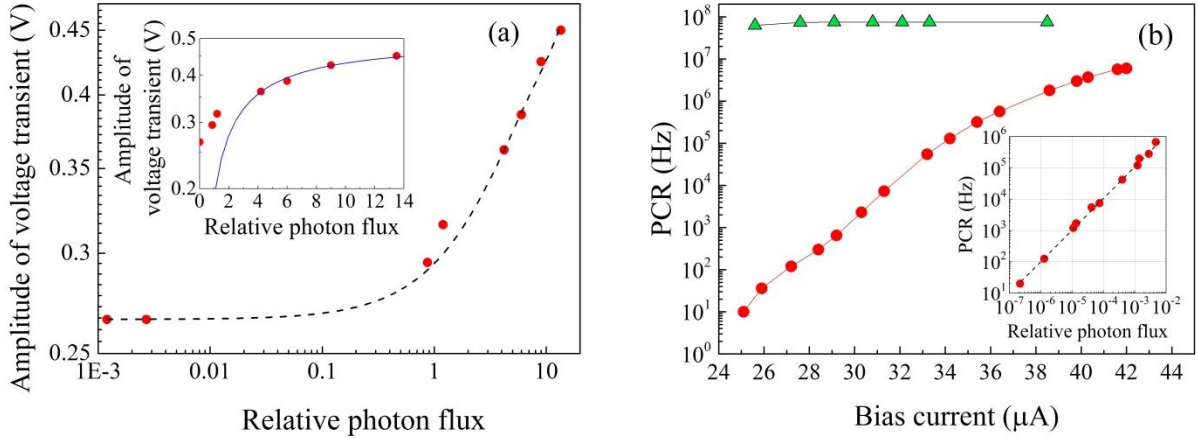 (a)
Amplitude of voltage transient (V)
0.45
0.4
0.35
0.3
0.25
1E-3
0.01
0.1
1
10
Relative photon flux
Amplitude of
voltage transient (V)
0.5
0.4
0.3
0.2
0 2 4 6 8 10 12 14
Relative photon flux
(b)
PCR (Hz)
10^8
10^7
10^6
10^5
10^4
10^3
10^2
10^1
10^0
24 26 28 30 32 34 36 38 40 42 44
Bias current (µA)
PCR (Hz)
10^6
10^5
10^4
10^3
10^2
10^1
10^-7 10^-6 10^-5 10^-4 10^-3 10^-2
Relative photon flux